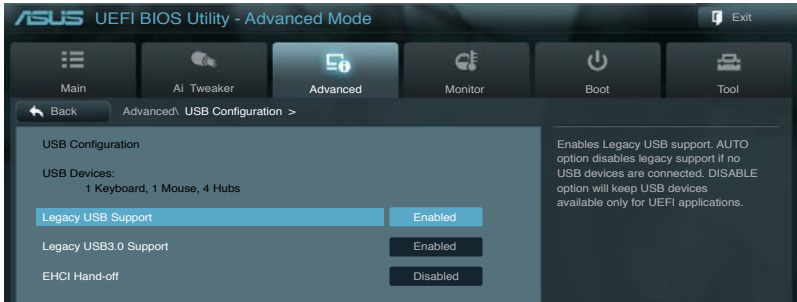 ASUS UEFI BIOS Utility - Advanced Mode
Exit
Main
Ai Tweaker
Advanced
Monitor
Boot
Tool
Back
Advanced\ USB Configuration >
USB Configuration
USB Devices:
1 Keyboard, 1 Mouse, 4 Hubs
Legacy USB Support Enabled
Legacy USB3.0 Support Enabled
EHCI Hand-off Disabled
Enables Legacy USB support. AUTO
option disables legacy support if no
USB devices are connected. DISABLE
option will keep USB devices
available only for UEFI applications.